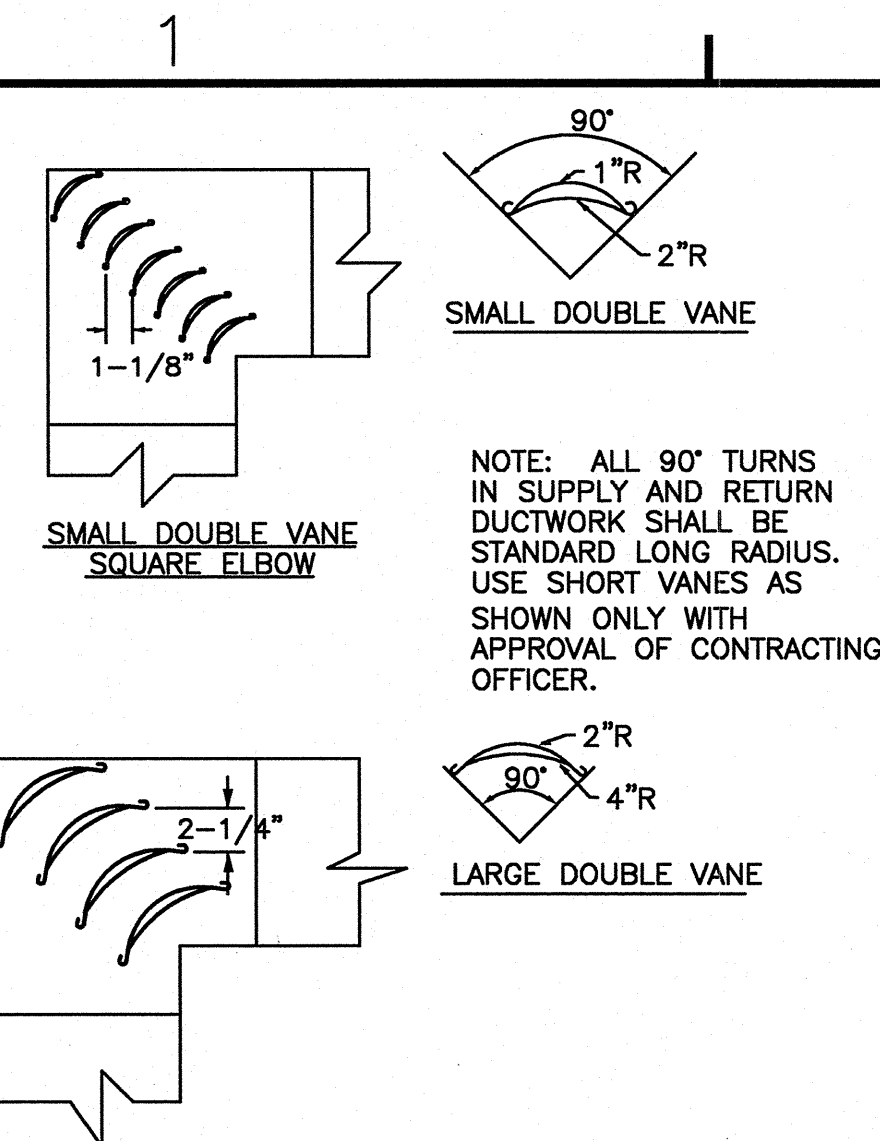 1
90°
1"R
2"R
SMALL DOUBLE VANE
1-1/8"
SMALL DOUBLE VANE
SQUARE ELBOW
NOTE: ALL 90° TURNS
IN SUPPLY AND RETURN
DUCTWORK SHALL BE
STANDARD LONG RADIUS.
USE SHORT VANES AS
SHOWN ONLY WITH
APPROVAL OF CONTRACTING
OFFICER.
2"R
90°
4"R
2-1/4"
LARGE DOUBLE VANE